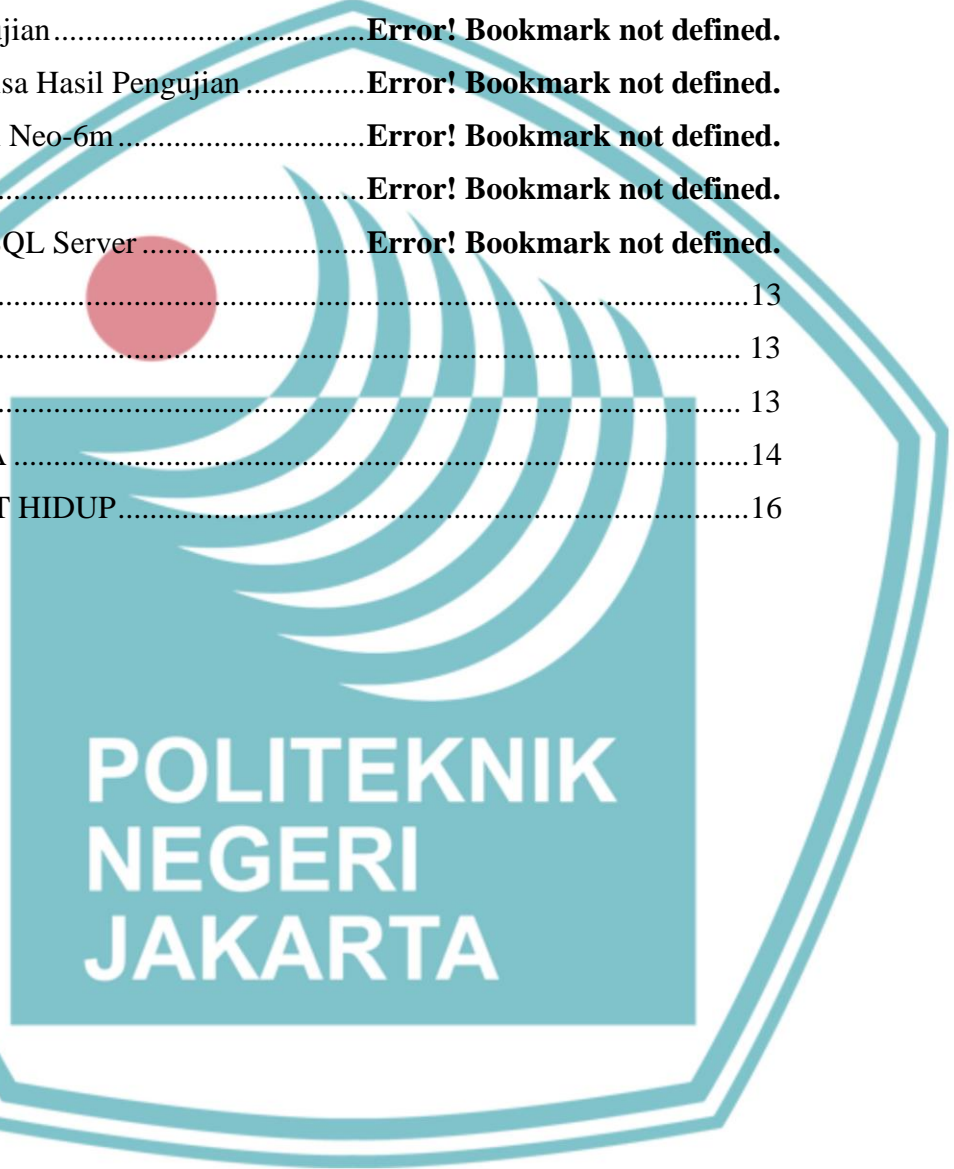 ujian....................................Error! Bookmark not defined.
sa Hasil Pengujian...............Error! Bookmark not defined.
Neo-6m................................Error! Bookmark not defined.
................................................Error! Bookmark not defined.
QL Server.............................Error! Bookmark not defined.
................................................................................................13
................................................................................................ 13
................................................................................................ 13
A..............................................................................................14
T HIDUP..................................................................................16
POLITEKNIK
NEGERI
JAKARTA